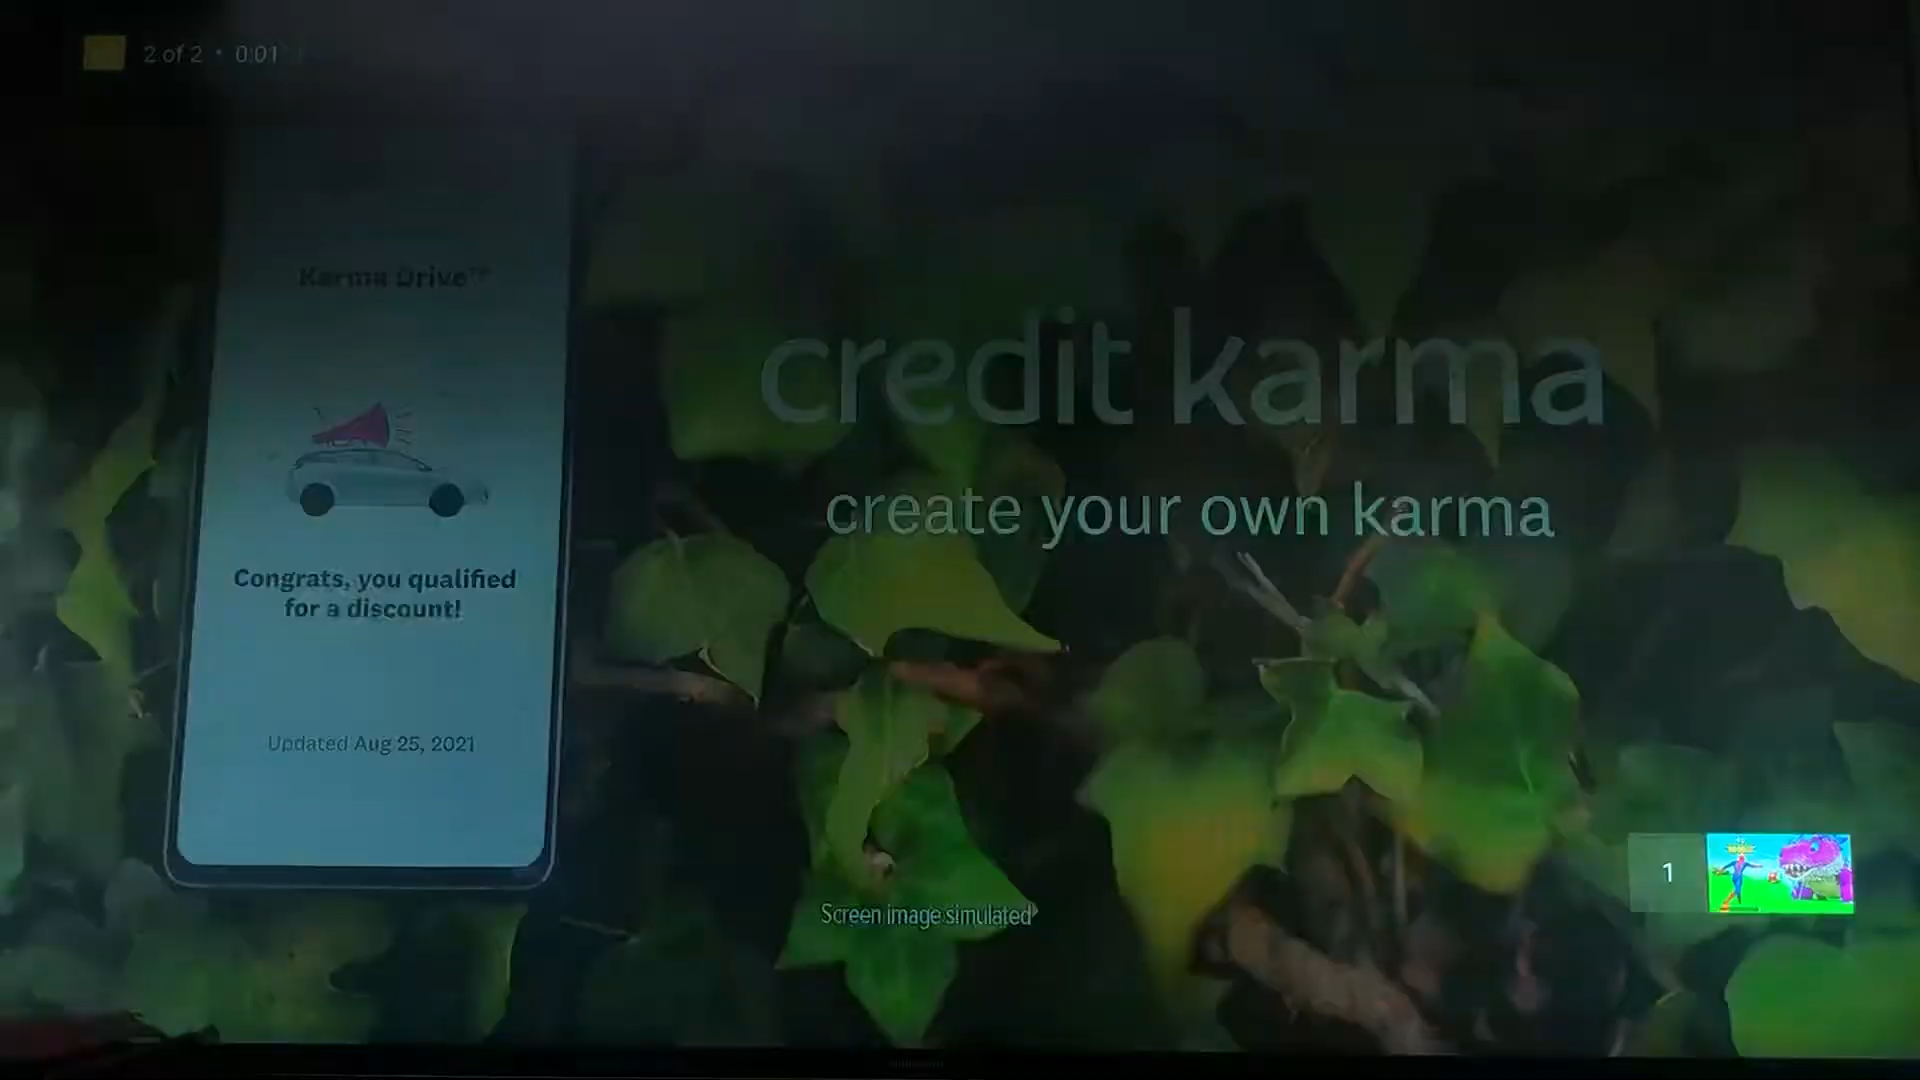 2 of 2 • 0:01
Karma Drive™
credit karma
create your own karma
Congrats, you qualified
for a discount!
Updated Aug 25, 2021
1
Screen image simulated